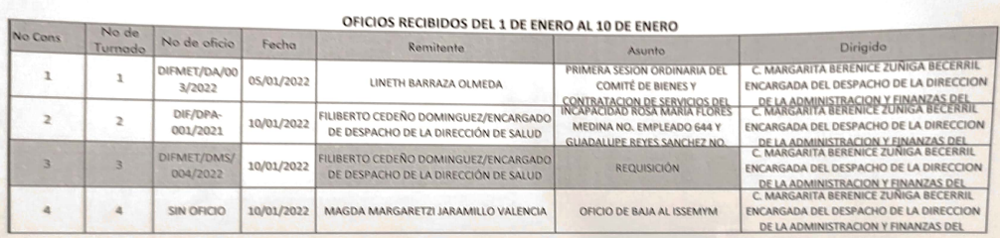 OFICIOS RECIBIDOS DEL 1 DE ENERO AL 10 DE ENERO
No Cons | No de Turnado | No de oficio | Fecha | Remitente | Asunto | Dirigido
1 | 1 | DIFMET/DA/003/2022 | 05/01/2022 | LINETH BARRAZA OLMEDA | PRIMERA SESION ORDINARIA DEL COMITÉ DE BIENES Y CONTRATACION DE SERVICIOS DEL | C. MARGARITA BERENICE ZUÑIGA BECERRIL ENCARGADA DEL DESPACHO DE LA DIRECCION DE LA ADMINISTRACION Y FINANZAS DEL
2 | 2 | DIF/DPA-001/2021 | 10/01/2022 | FILIBERTO CEDEÑO DOMINGUEZ/ENCARGADO DE DESPACHO DE LA DIRECCIÓN DE SALUD | INCAPACIDAD ROSA MARIA FLORES MEDINA NO. EMPLEADO 644 Y GUADALUPE REYES SANCHEZ NO. | C. MARGARITA BERENICE ZUÑIGA BECERRIL ENCARGADA DEL DESPACHO DE LA DIRECCION DE LA ADMINISTRACION Y FINANZAS DEL
3 | 3 | DIFMET/DMS/004/2022 | 10/01/2022 | FILIBERTO CEDEÑO DOMINGUEZ/ENCARGADO DE DESPACHO DE LA DIRECCIÓN DE SALUD | REQUISICIÓN | C. MARGARITA BERENICE ZUÑIGA BECERRIL ENCARGADA DEL DESPACHO DE LA DIRECCION DE LA ADMINISTRACION Y FINANZAS DEL
4 | 4 | SIN OFICIO | 10/01/2022 | MAGDA MARGARETZI JARAMILLO VALENCIA | OFICIO DE BAJA AL ISSEMYM | C. MARGARITA BERENICE ZUÑIGA BECERRIL ENCARGADA DEL DESPACHO DE LA DIRECCION DE LA ADMINISTRACION Y FINANZAS DEL